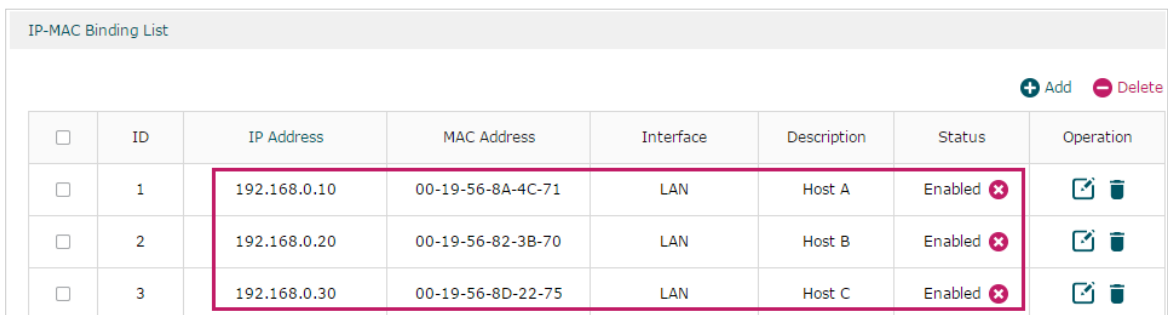 IP-MAC Binding List
Add Delete
ID IP Address MAC Address Interface Description Status Operation
1 192.168.0.10 00-19-56-8A-4C-71 LAN Host A Enabled
2 192.168.0.20 00-19-56-82-3B-70 LAN Host B Enabled
3 192.168.0.30 00-19-56-8D-22-75 LAN Host C Enabled